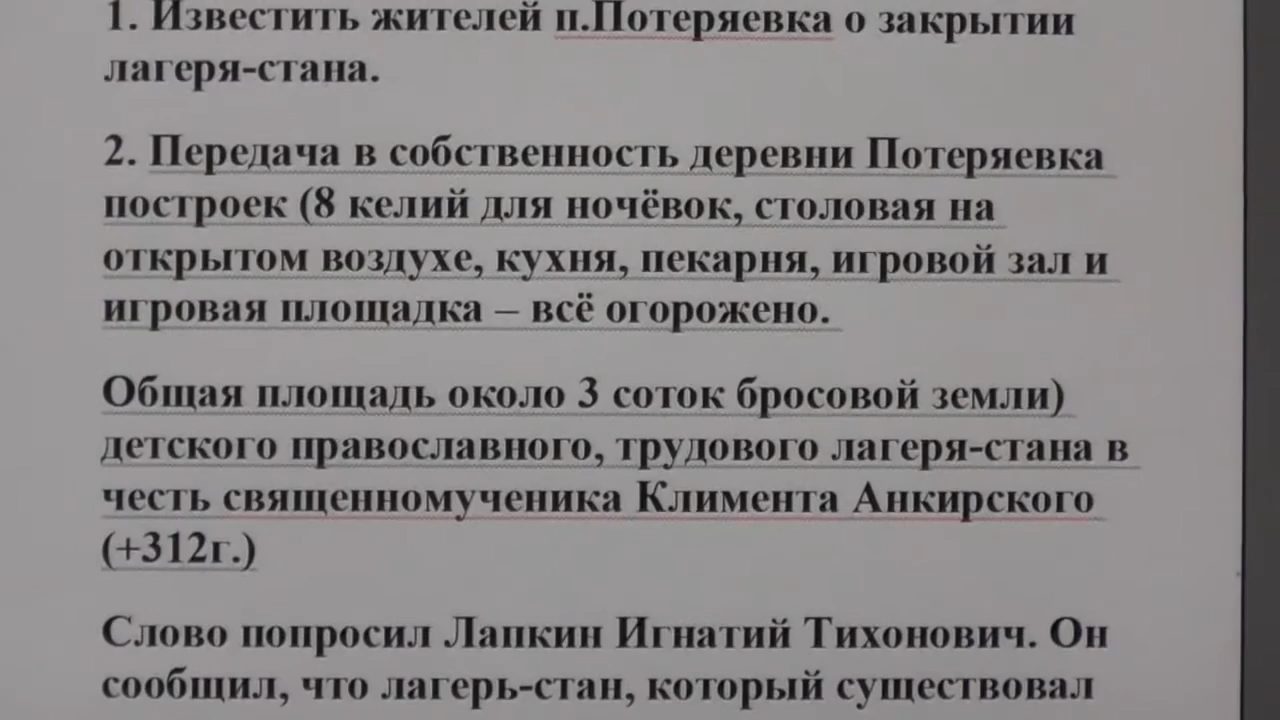 1. Известить жителей п.Потеряевка о закрытии
лагеря-стана.
2. Передача в собственность деревни Потеряевка
построек (8 келий для ночёвок, столовая на
открытом воздухе, кухня, пекарня, игровой зал и
игровая площадка – всё огорожено.
Общая площадь около 3 соток бросовой земли)
детского православного, трудового лагеря-стана в
честь священномученика Климента Анкирского
(+312г.)
Слово попросил Лапкин Игнатий Тихонович. Он
сообщил, что лагерь-стан, который существовал